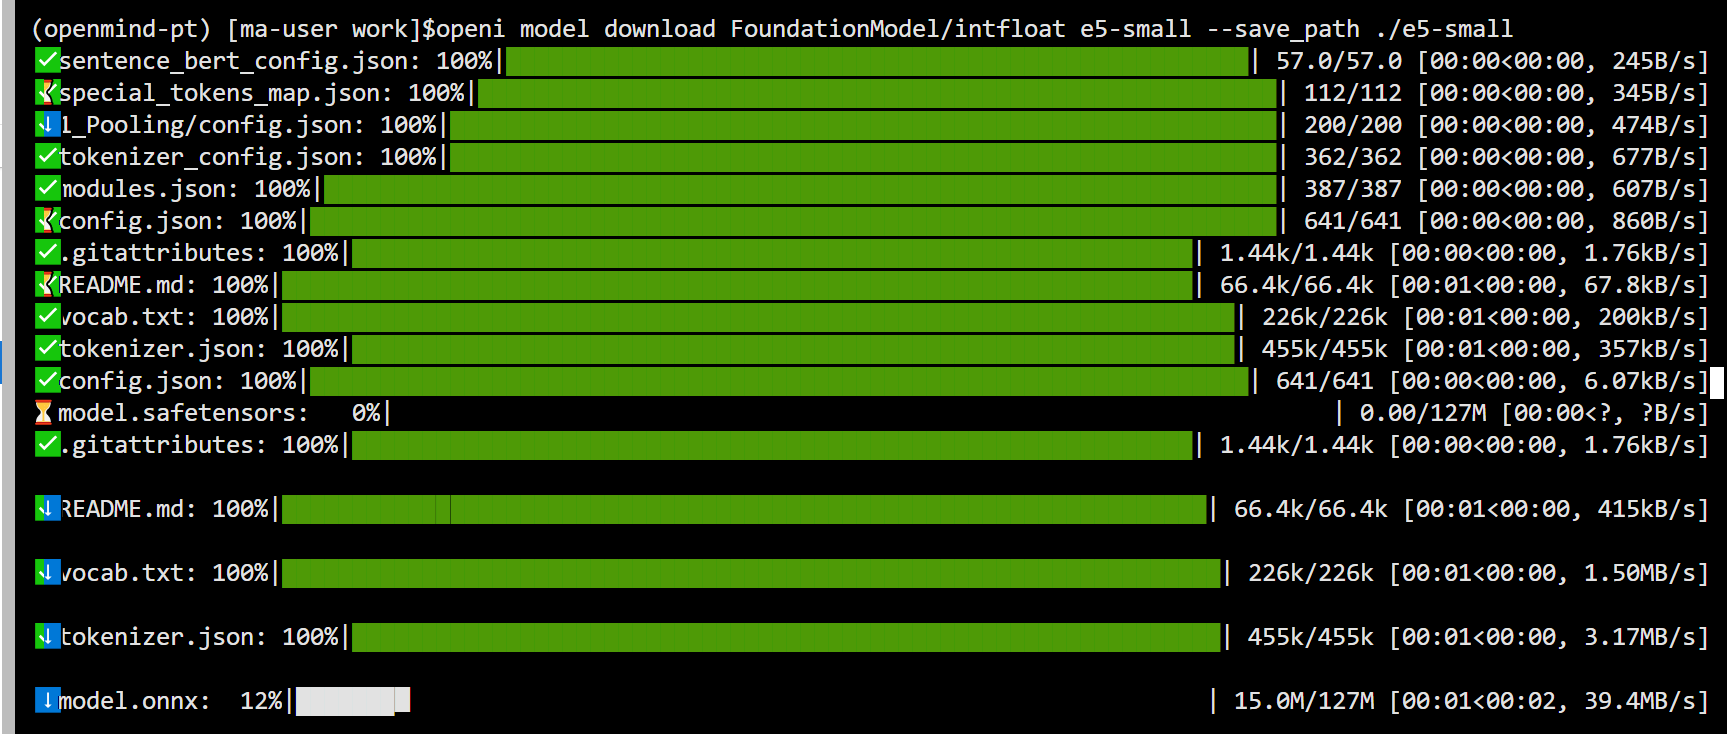 (openmind-pt) [ma-user work]$openi model download FoundationModel/intfloat e5-small --save_path ./e5-small
sentence_bert_config.json: 100%| | 57.0/57.0 [00:00<00:00, 245B/s]
special_tokens_map.json: 100%| | 112/112 [00:00<00:00, 345B/s]
1_Pooling/config.json: 100%| | 200/200 [00:00<00:00, 474B/s]
tokenizer_config.json: 100%| | 362/362 [00:00<00:00, 677B/s]
modules.json: 100%| | 387/387 [00:00<00:00, 607B/s]
config.json: 100%| | 641/641 [00:00<00:00, 860B/s]
.gitattributes: 100%| | 1.44k/1.44k [00:00<00:00, 1.76kB/s]
README.md: 100%| | 66.4k/66.4k [00:01<00:00, 67.8kB/s]
vocab.txt: 100%| | 226k/226k [00:01<00:00, 200kB/s]
tokenizer.json: 100%| | 455k/455k [00:01<00:00, 357kB/s]
config.json: 100%| | 641/641 [00:00<00:00, 6.07kB/s]
model.safetensors: 0%| | 0.00/127M [00:00<?, ?B/s]
.gitattributes: 100%| | 1.44k/1.44k [00:00<00:00, 1.76kB/s]
README.md: 100%| | 66.4k/66.4k [00:01<00:00, 415kB/s]
vocab.txt: 100%| | 226k/226k [00:01<00:00, 1.50MB/s]
tokenizer.json: 100%| | 455k/455k [00:01<00:00, 3.17MB/s]
model.onnx: 12%| | 15.0M/127M [00:01<00:02, 39.4MB/s]